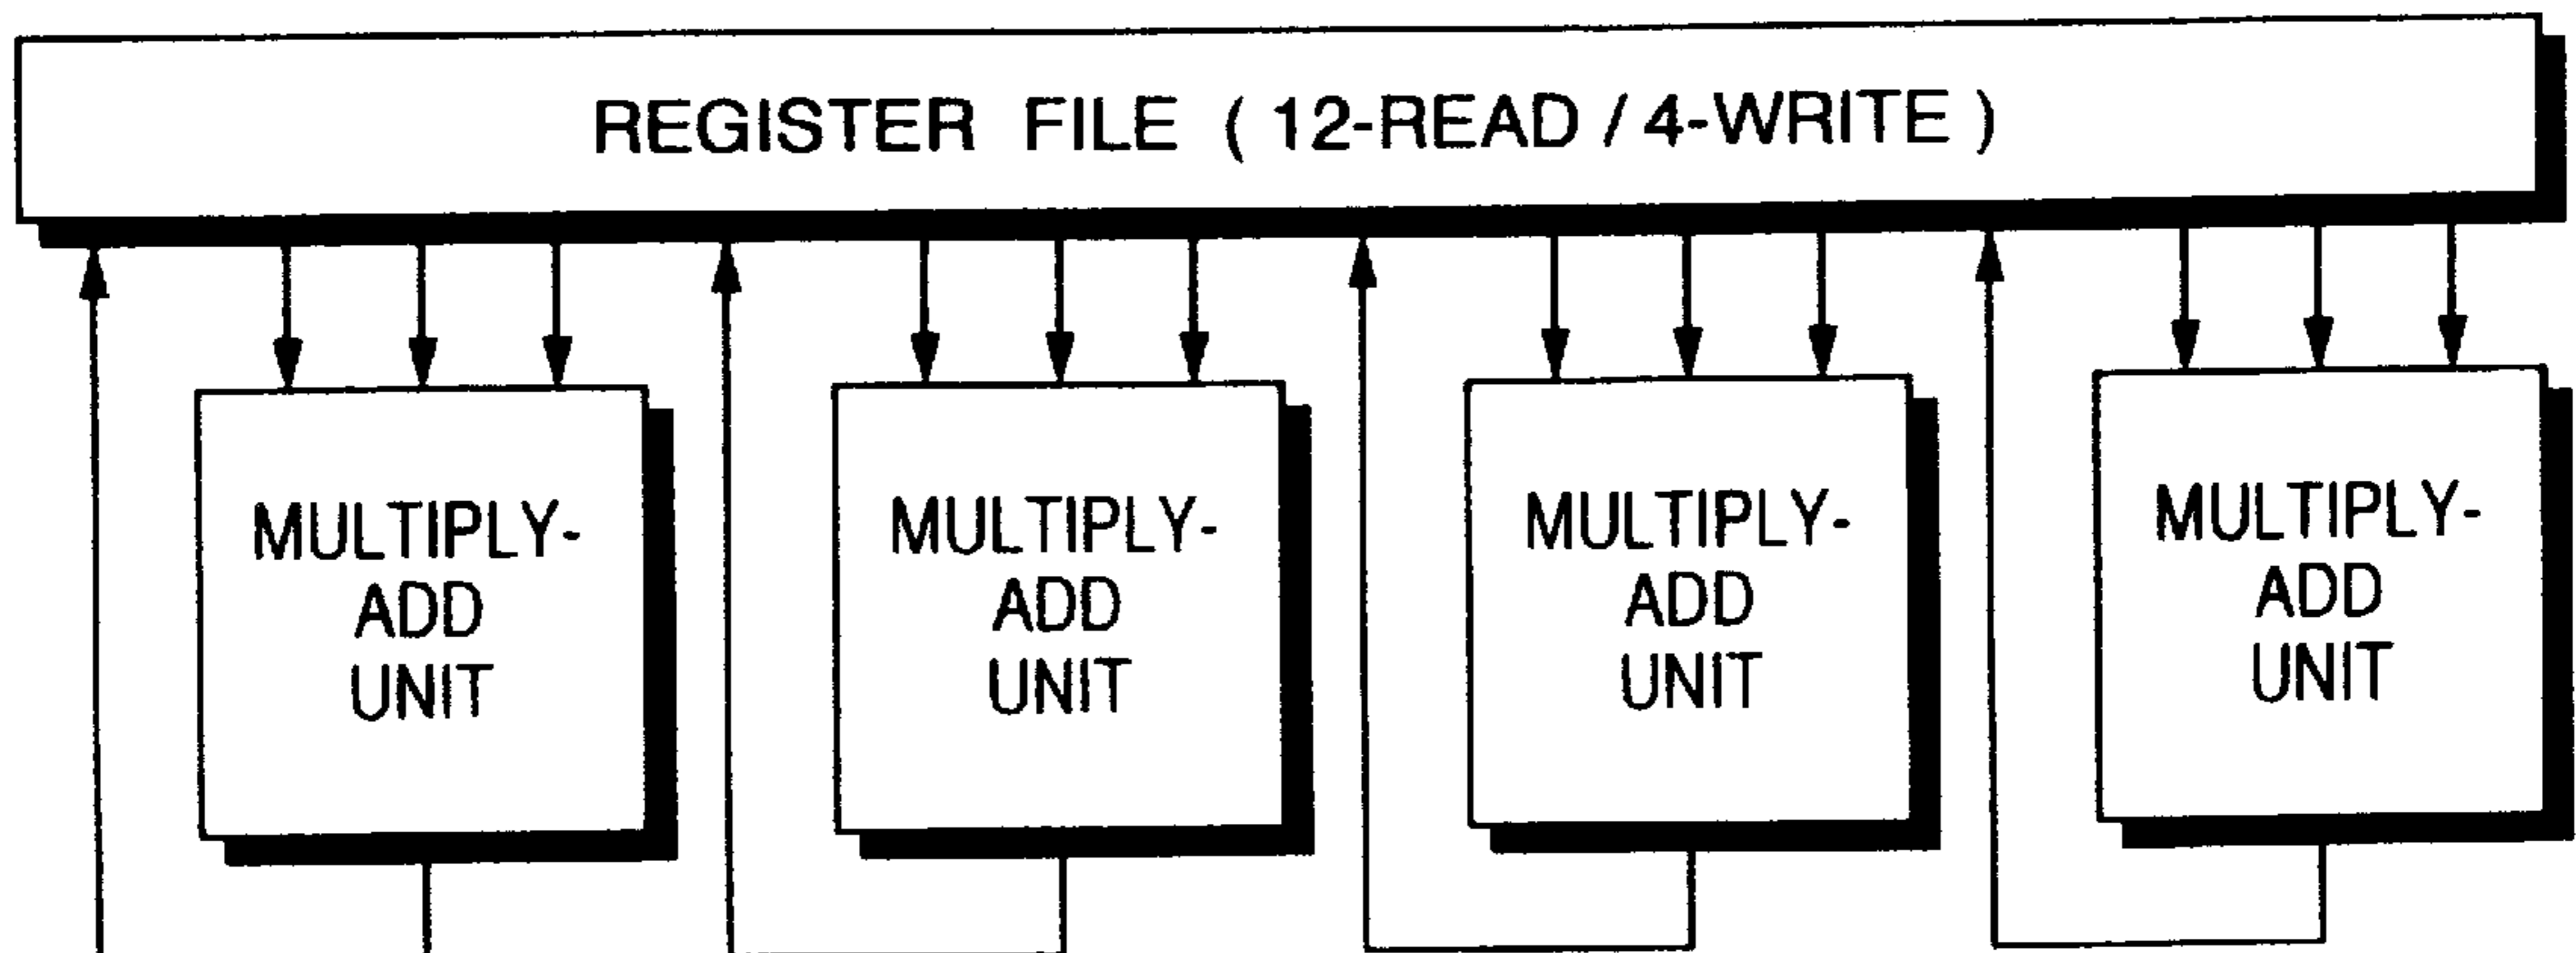 REGISTER FILE ( 12-READ / 4-WRITE )
MULTIPLY-
ADD
UNIT
MULTIPLY-
ADD
UNIT
MULTIPLY-
ADD
UNIT
MULTIPLY-
ADD
UNIT